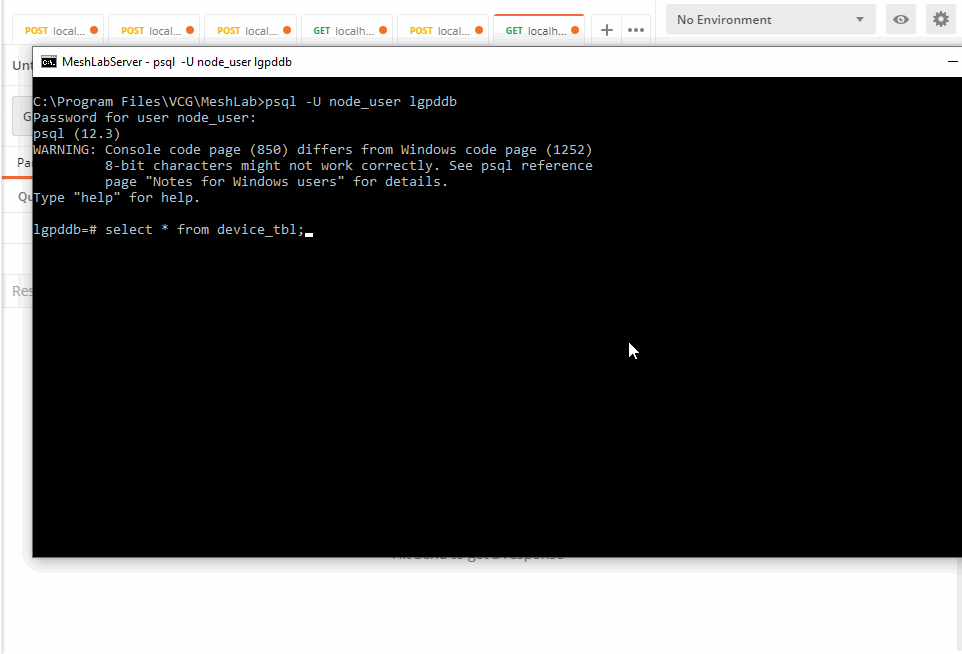 POST local... POST local... POST local... GET localh... POST local... GET localh... + ••• No Environment
Unt
MeshLabServer - psql -U node_user lgpddb
G
C:\Program Files\VCG\MeshLab>psql -U node_user lgpddb
Password for user node_user:
psql (12.3)
WARNING: Console code page (850) differs from Windows code page (1252)
Pa
8-bit characters might not work correctly. See psql reference
page "Notes for Windows users" for details.
Qu
Type "help" for help.
lgpddb=# select * from device_tbl;
Res